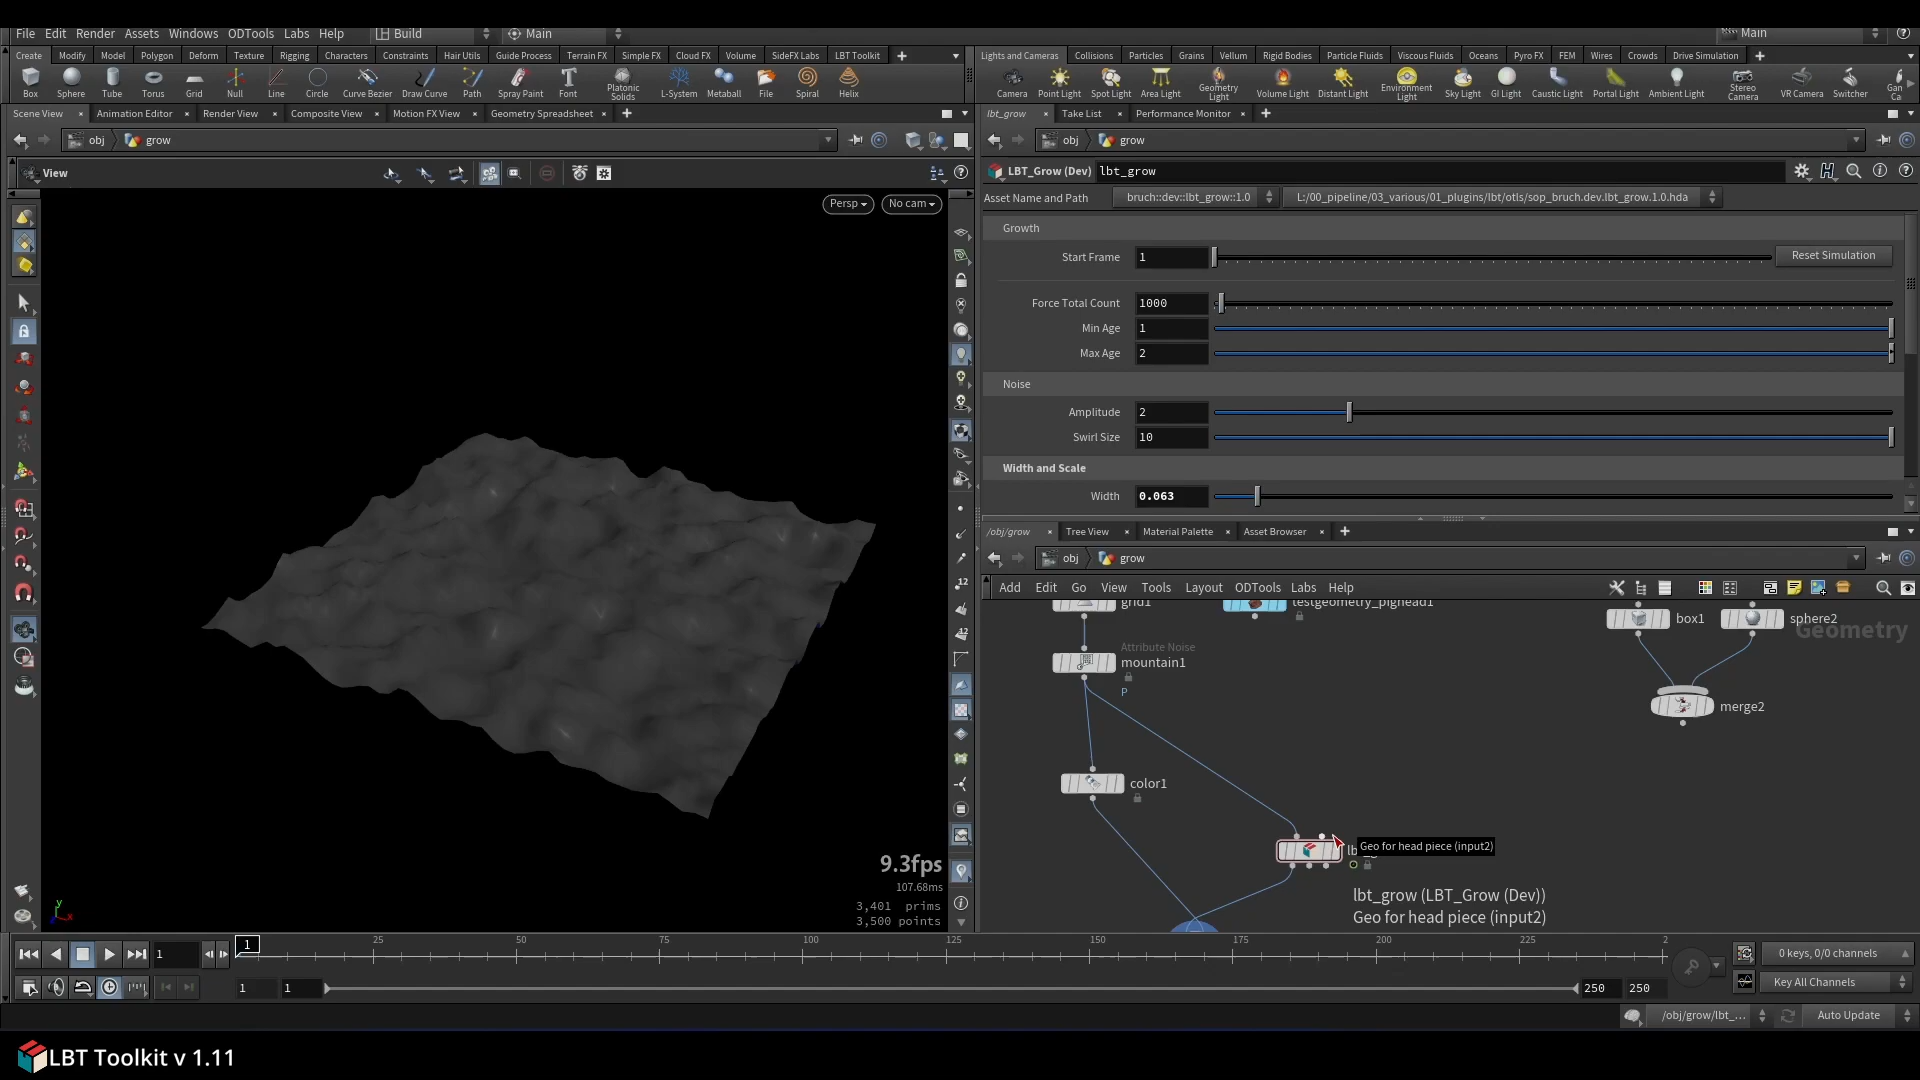 File Edit Render Assets Windows ODTools Labs Help Build Main Main
Create Modify Model Polygon Deform Texture Rigging Characters Constraints Hair Utils Guide Process Terrain FX Simple FX Cloud FX Volume SideFX Labs LBT Toolkit
Lights and Cameras Collisions Particles Grains Vellum Rigid Bodies Particle Fluids Viscous Fluids Oceans Pyro FX FEM Wires Crowds Drive Simulation
Box Sphere Tube Torus Grid Null Line Circle Curve Bezier Draw Curve Path Spray Paint Font Platonic Solids L-System Metaball File Spiral Helix
Camera Point Light Spot Light Area Light Geometry Light Volume Light Distant Light Environment Light Sky Light GI Light Caustic Light Portal Light Ambient Light Stereo Camera VR Camera Switcher
Scene View Animation Editor Render View Composite View Motion FX View Geometry Spreadsheet
lbt_grow Take List Performance Monitor
obj grow
obj grow
View
LBT_Grow (Dev) lbt_grow
Asset Name and Path bruch::dev::lbt_grow::1.0 L:/00_pipeline/03_various/01_plugins/lbt/otls/sop_bruch.dev.lbt_grow.1.0.hda
Persp No cam
Growth
Start Frame 1 Reset Simulation
Force Total Count 1000
Min Age 1
Max Age 2
Noise
Amplitude 2
Swirl Size 10
Width and Scale
Width 0.063
/obj/grow Tree View Material Palette Asset Browser
obj grow
Add Edit Go View Tools Layout ODTools Labs Help
grid1 testgeometry_pighead1
box1 sphere2
Geometry
Attribute Noise
mountain1
P
merge2
color1
Geo for head piece (input2)
lbt_grow (LBT_Grow (Dev))
Geo for head piece (input2)
9.3fps
107.68ms
3,401 prims
3,500 points
y
x
12
12
1 1 25 50 75 100 125 150 175 200 225 2
0 keys, 0/0 channels
1 1 250 250
Key All Channels
/obj/grow/lbt_... Auto Update
LBT Toolkit v 1.11